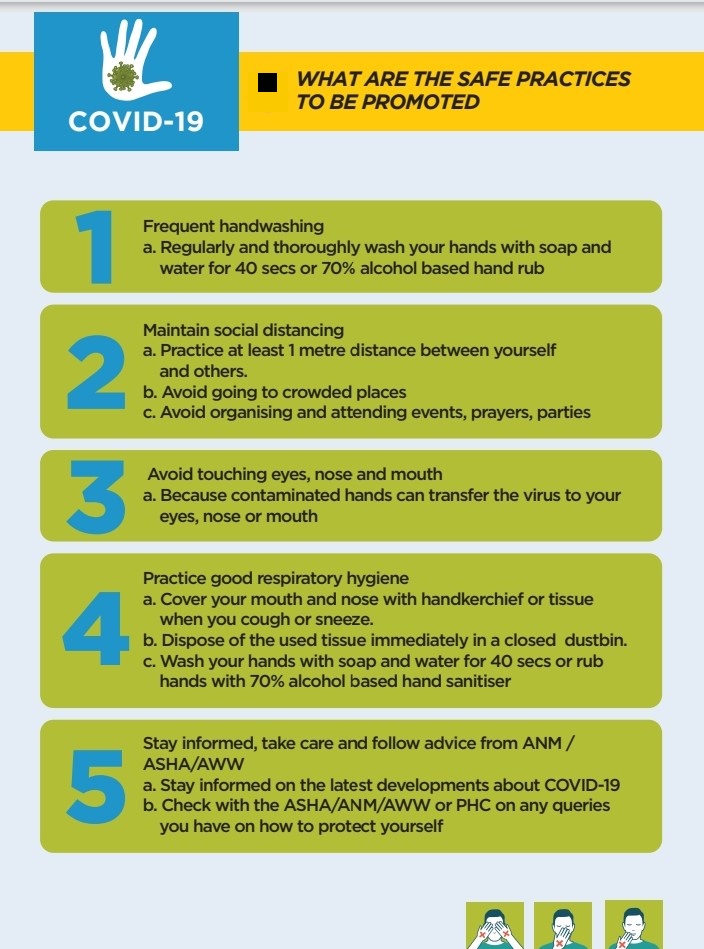 COVID-19
WHAT ARE THE SAFE PRACTICES
TO BE PROMOTED
1
Frequent handwashing
a. Regularly and thoroughly wash your hands with soap and
water for 40 secs or 70% alcohol based hand rub
2
Maintain social distancing
a. Practice at least 1 metre distance between yourself
and others.
b. Avoid going to crowded places
c. Avoid organising and attending events, prayers, parties
3
Avoid touching eyes, nose and mouth
a. Because contaminated hands can transfer the virus to your
eyes, nose or mouth
4
Practice good respiratory hygiene
a. Cover your mouth and nose with handkerchief or tissue
when you cough or sneeze.
b. Dispose of the used tissue immediately in a closed dustbin.
c. Wash your hands with soap and water for 40 secs or rub
hands with 70% alcohol based hand sanitiser
5
Stay informed, take care and follow advice from ANM /
ASHA/AWW
a. Stay informed on the latest developments about COVID-19
b. Check with the ASHA/ANM/AWW or PHC on any queries
you have on how to protect yourself